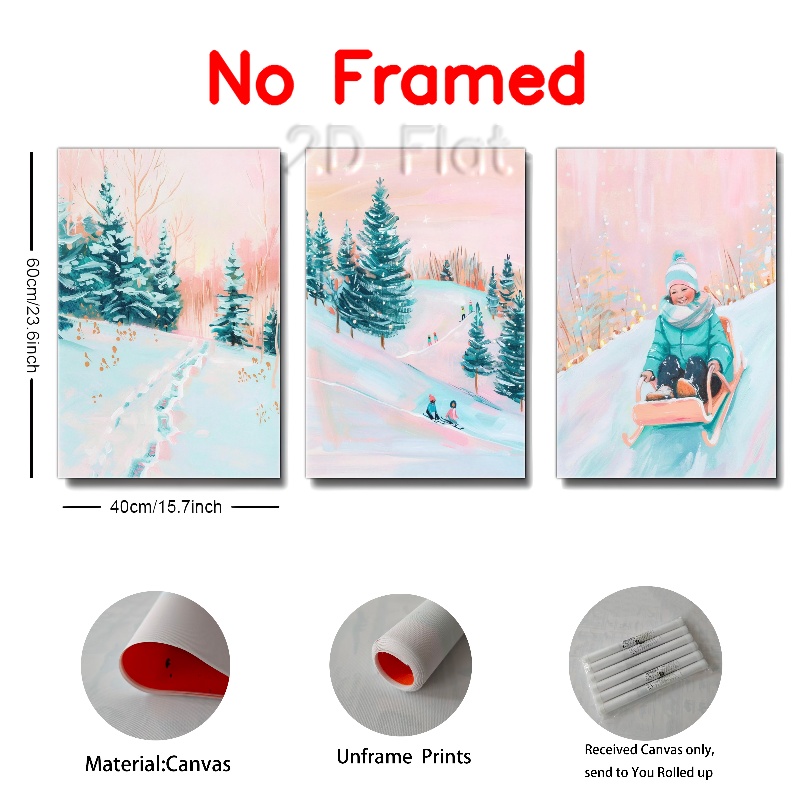 No Framed
2D Flat
60cm/23.6inch
40cm/15.7inch
Material:Canvas
Unframe Prints
Received Canvas only,
send to You Rolled up